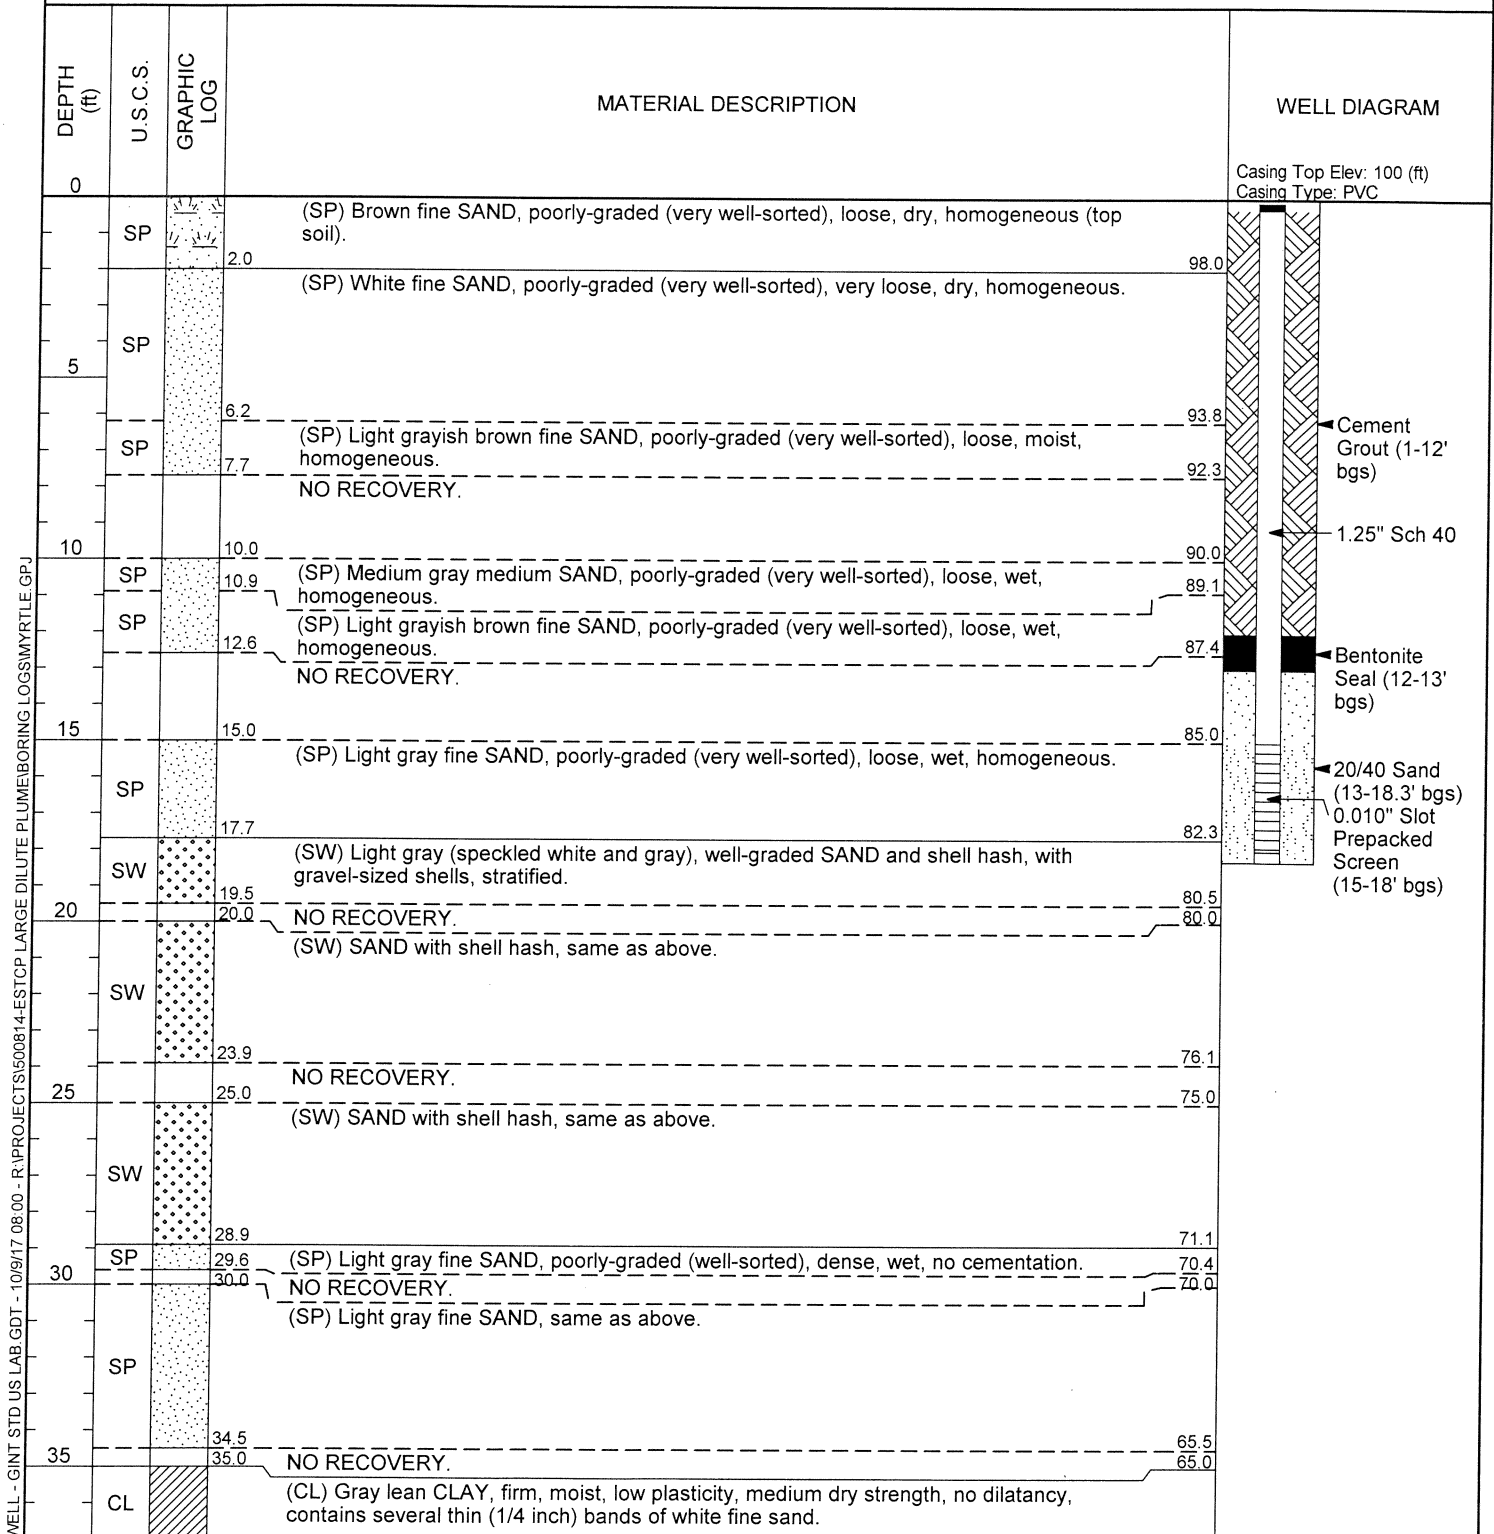 DEPTH
(ft)
U.S.C.S.
GRAPHIC
LOG
MATERIAL DESCRIPTION
WELL DIAGRAM
Casing Top Elev: 100 (ft)
Casing Type: PVC
0
SP
(SP) Brown fine SAND, poorly-graded (very well-sorted), loose, dry, homogeneous (top
soil).
2.0
98.0
(SP) White fine SAND, poorly-graded (very well-sorted), very loose, dry, homogeneous.
SP
5
6.2
93.8
SP
(SP) Light grayish brown fine SAND, poorly-graded (very well-sorted), loose, moist,
homogeneous.
7.7
92.3
NO RECOVERY.
Cement
Grout (1-12'
bgs)
1.25" Sch 40
10
10.0
90.0
SP
(SP) Medium gray medium SAND, poorly-graded (very well-sorted), loose, wet,
homogeneous.
10.9
89.1
SP
(SP) Light grayish brown fine SAND, poorly-graded (very well-sorted), loose, wet,
homogeneous.
12.6
87.4
NO RECOVERY.
Bentonite
Seal (12-13'
bgs)
15
15.0
85.0
(SP) Light gray fine SAND, poorly-graded (very well-sorted), loose, wet, homogeneous.
SP
20/40 Sand
(13-18.3' bgs)
0.010" Slot
Prepacked
Screen
(15-18' bgs)
17.7
82.3
SW
(SW) Light gray (speckled white and gray), well-graded SAND and shell hash, with
gravel-sized shells, stratified.
19.5
80.5
NO RECOVERY.
20
20.0
80.0
(SW) SAND with shell hash, same as above.
SW
23.9
76.1
NO RECOVERY.
25
25.0
75.0
(SW) SAND with shell hash, same as above.
SW
28.9
71.1
SP
(SP) Light gray fine SAND, poorly-graded (well-sorted), dense, wet, no cementation.
29.6
70.4
NO RECOVERY.
30
30.0
70.0
(SP) Light gray fine SAND, same as above.
SP
34.5
65.5
NO RECOVERY.
35
35.0
65.0
CL
(CL) Gray lean CLAY, firm, moist, low plasticity, medium dry strength, no dilatancy,
contains several thin (1/4 inch) bands of white fine sand.
WELL - GINT STD US LAB.GDT - 10/9/17 08:00 - R:\PROJECTS\500814-ESTCP LARGE DILUTE PLUME\BORING LOGS\MYRTLE.GPJ